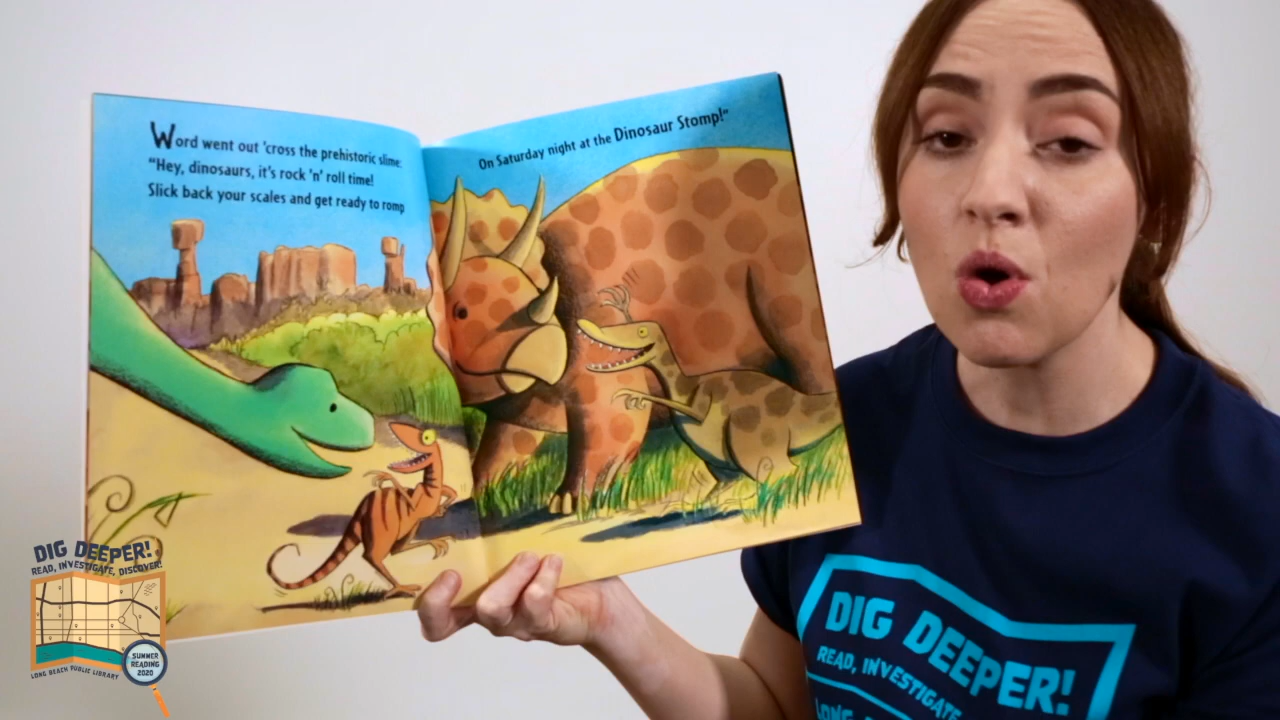 Word went out 'cross the prehistoric slime:
"Hey, dinosaurs, it's rock 'n' roll time!
Slick back your scales and get ready to romp
On Saturday night at the Dinosaur Stomp!"
DIG DEEPER!
READ, INVESTIGATE, DISCOVER!
SUMMER
READING
2020
LONG BEACH PUBLIC LIBRARY
DIG DEEPER!
READ, INVESTIGATE
LONG